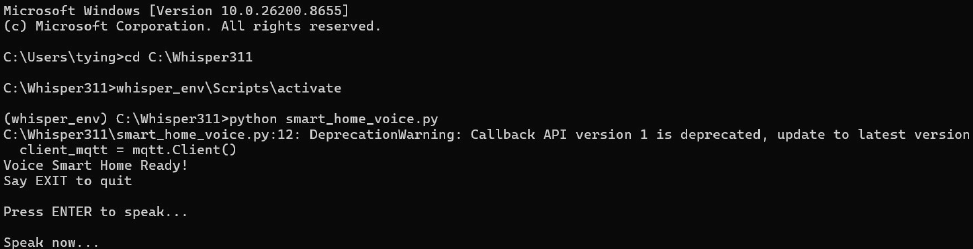 Microsoft Windows [Version 10.0.26200.8655]
(c) Microsoft Corporation. All rights reserved.
C:\Users\tying>cd C:\Whisper311
C:\Whisper311>whisper_env\Scripts\activate
(whisper_env) C:\Whisper311>python smart_home_voice.py
C:\Whisper311\smart_home_voice.py:12: DeprecationWarning: Callback API version 1 is deprecated, update to latest version
  client_mqtt = mqtt.Client()
Voice Smart Home Ready!
Say EXIT to quit
Press ENTER to speak...
Speak now...